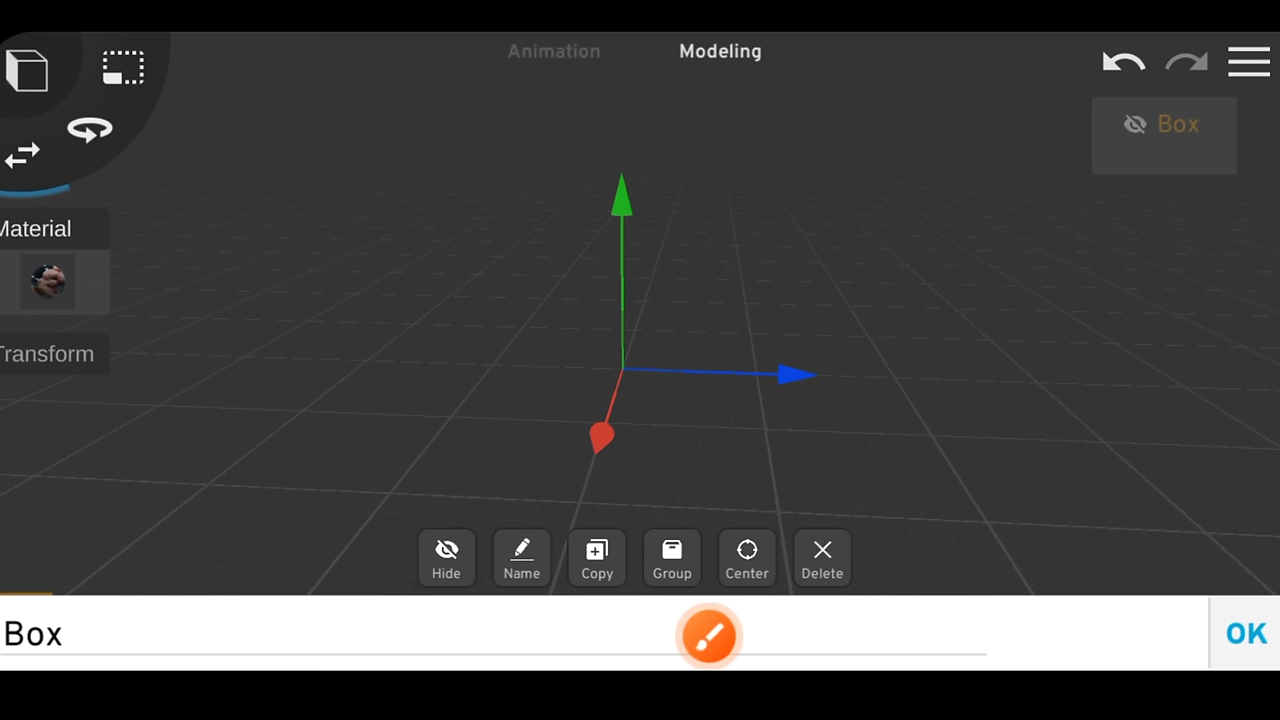 Animation
Modeling
Box
Material
Transform
Hide
Name
Copy
Group
Center
Delete
Box
OK